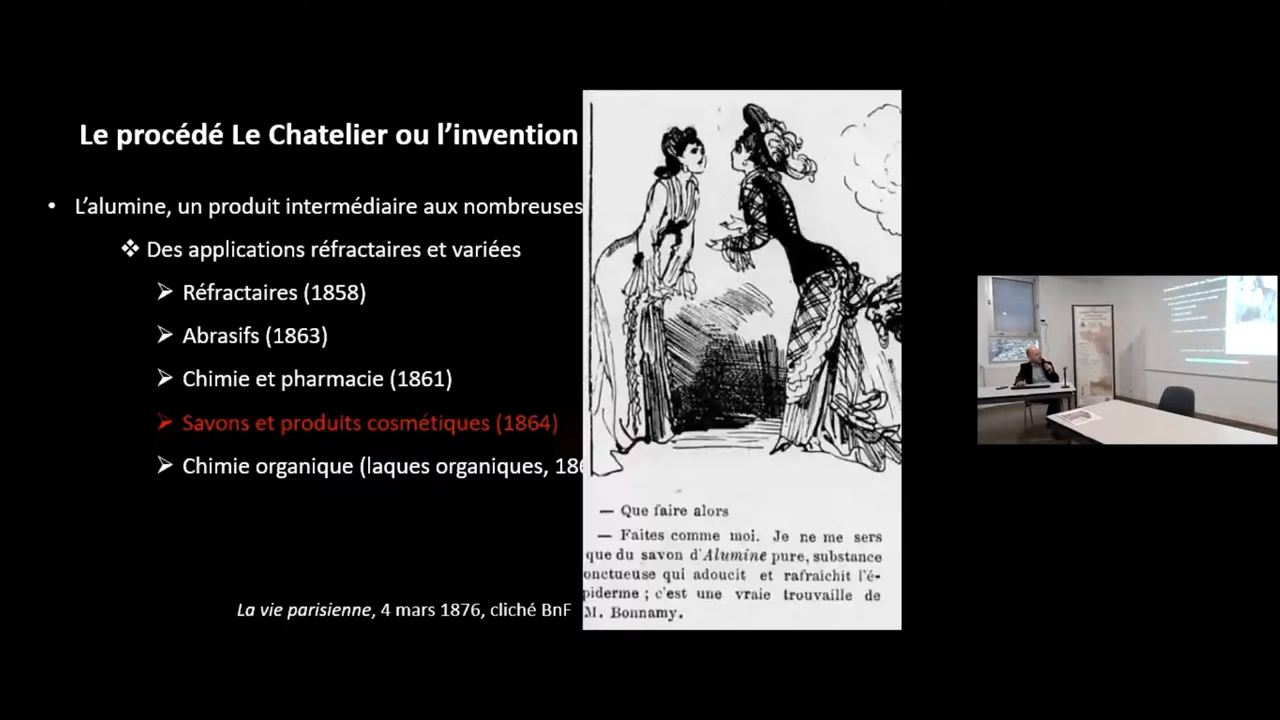 Le procédé Le Chatelier ou l’invention
• L’alumine, un produit intermédiaire aux nombreuses
❖ Des applications réfractaires et variées
➢ Réfractaires (1858)
➢ Abrasifs (1863)
➢ Chimie et pharmacie (1861)
➢ Savons et produits cosmétiques (1864)
➢ Chimie organique (laques organiques, 186
La vie parisienne, 4 mars 1876, cliché BnF
— Que faire alors
— Faites comme moi. Je ne me sers
que du savon d'Alumine pure, substance
onctueuse qui adoucit et rafraîchit l'é-
piderme ; c'est une vraie trouvaille de
M. Bonnamy.